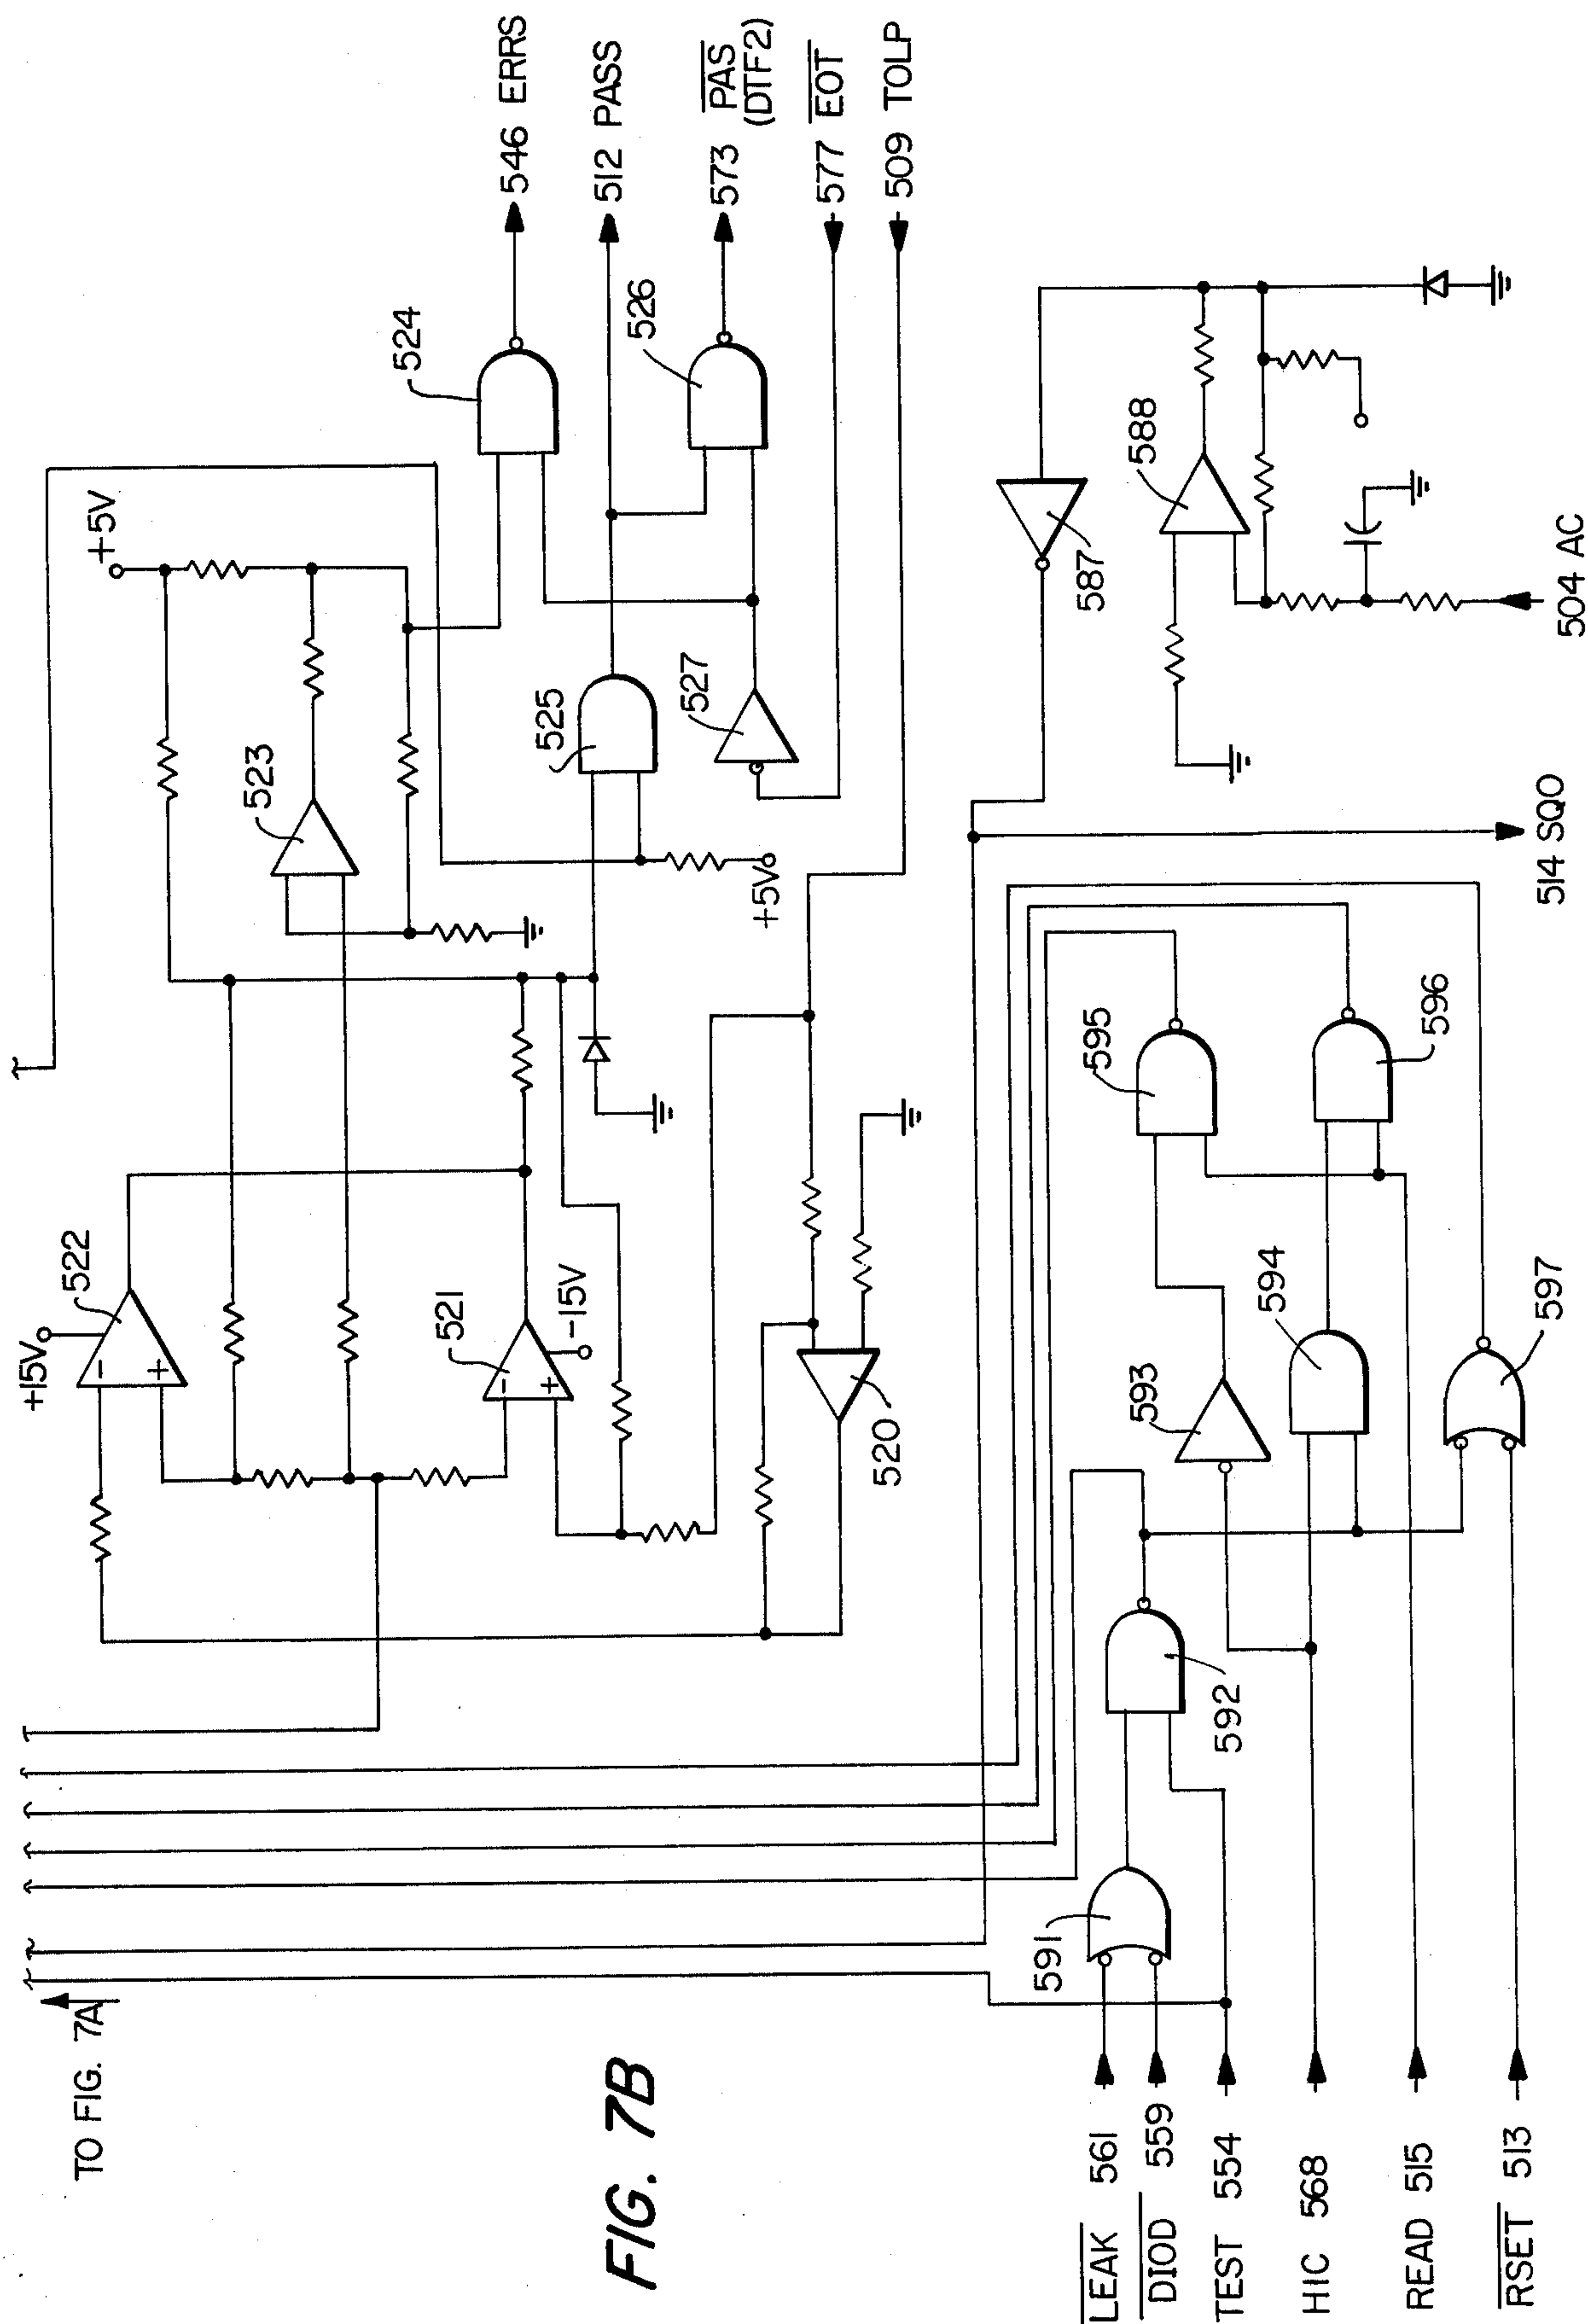 TO FIG. 7A
FIG. 7B
+15V
522
-
+
523
+5V
524
546 ERRS
512 PASS
526
573 PAS
(DTF2)
577 EOT
509 TOLP
525
527
+5V
521
-
+
-15V
520
587
588
504 AC
514 SQO
595
596
593
594
597
592
591
LEAK 561
DIOD 559
TEST 554
HIC 568
READ 515
RSET 513